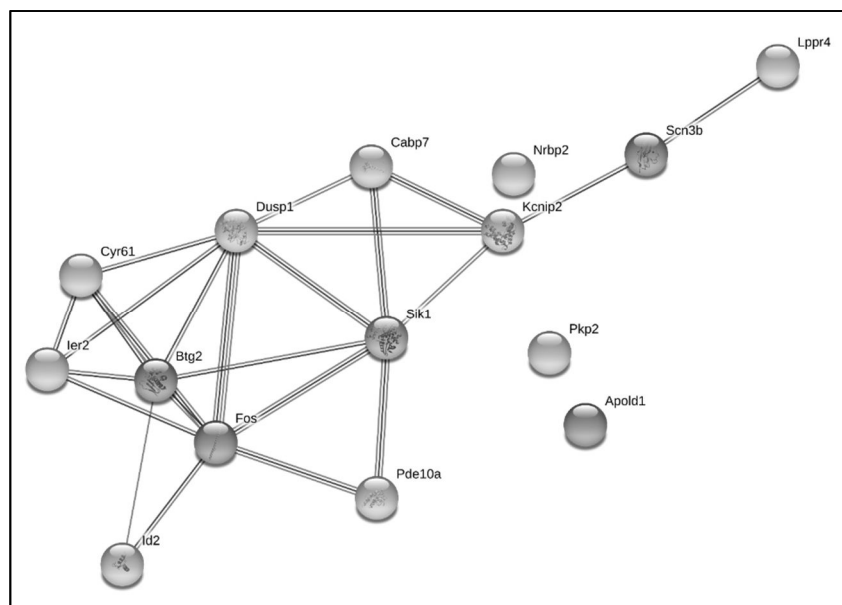 Lppr4
Scn3b
Cabp7
Nrbp2
Dusp1
Kcnip2
Cyr61
Sik1
Pkp2
Ier2
Btg2
Apold1
Fos
Pde10a
Id2